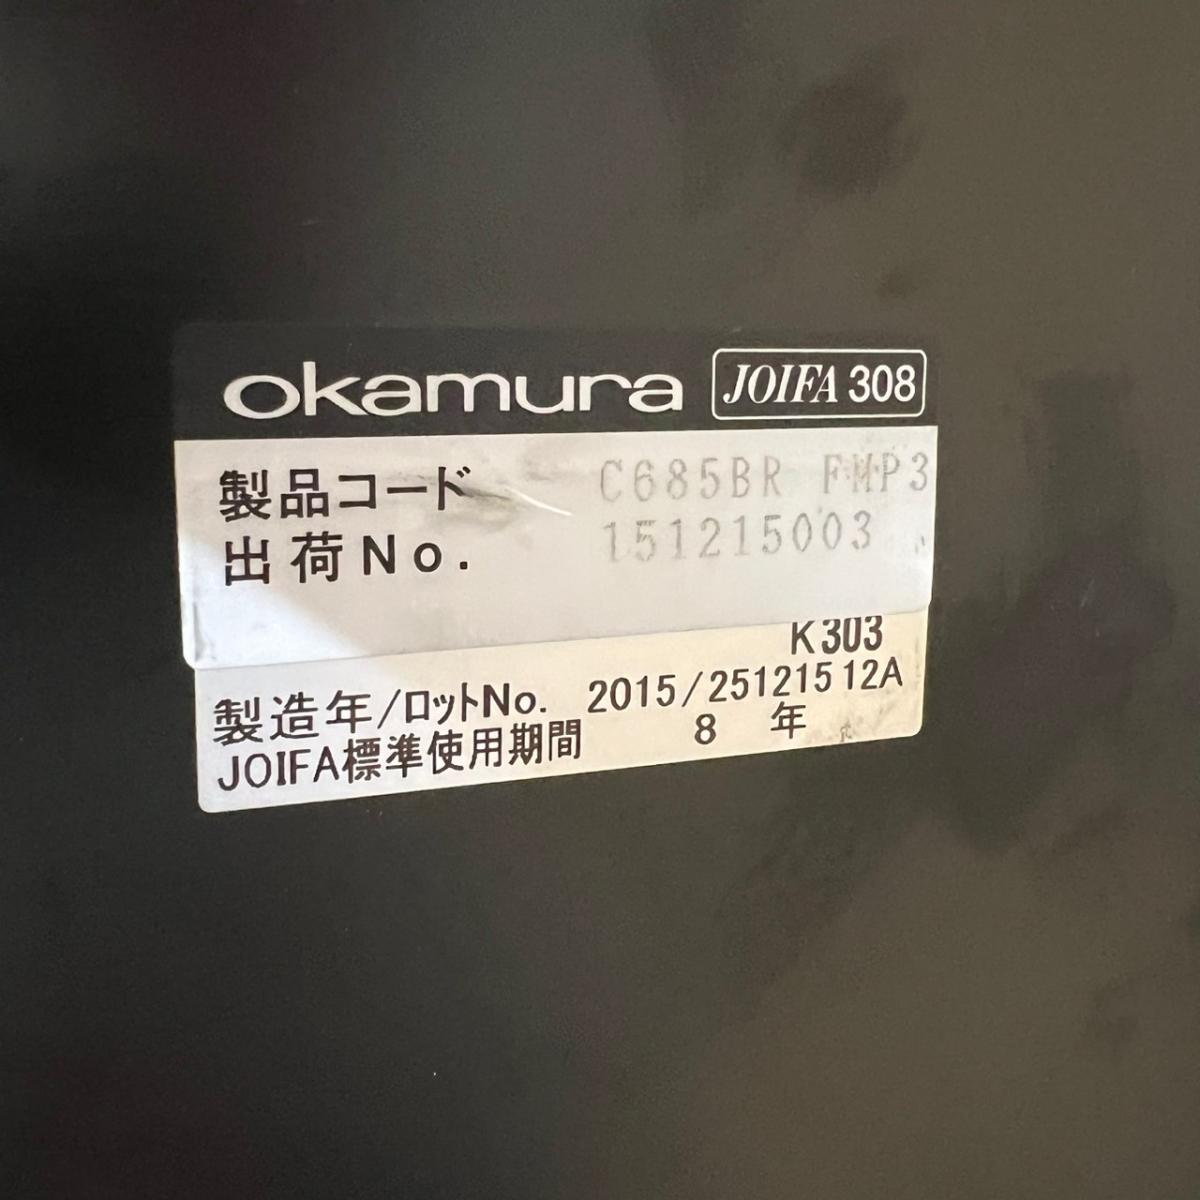 okamura JOIFA 308
製品コード C685BR FMP3
出荷No. 151215003
K303
製造年/ロットNo. 2015/25121512A
JOIFA標準使用期間 8 年